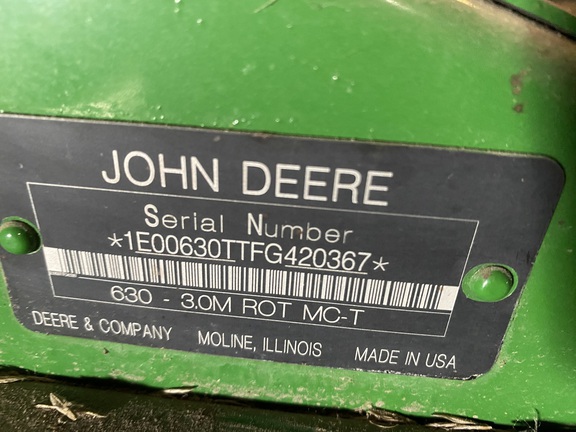 JOHN DEERE
Serial Number
*1E00630TTFG420367*
630 - 3.0M ROT MC-T
DEERE & COMPANY MOLINE, ILLINOIS MADE IN USA